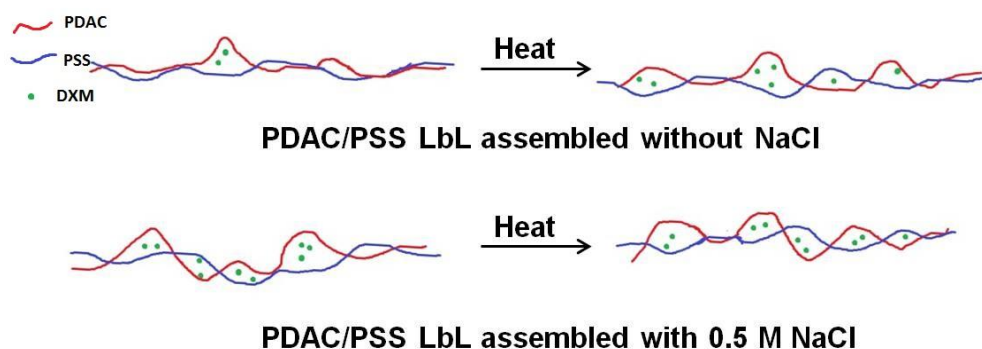 PDAC
PSS
DXM
Heat
PDAC/PSS LbL assembled without NaCl
Heat
PDAC/PSS LbL assembled with 0.5 M NaCl